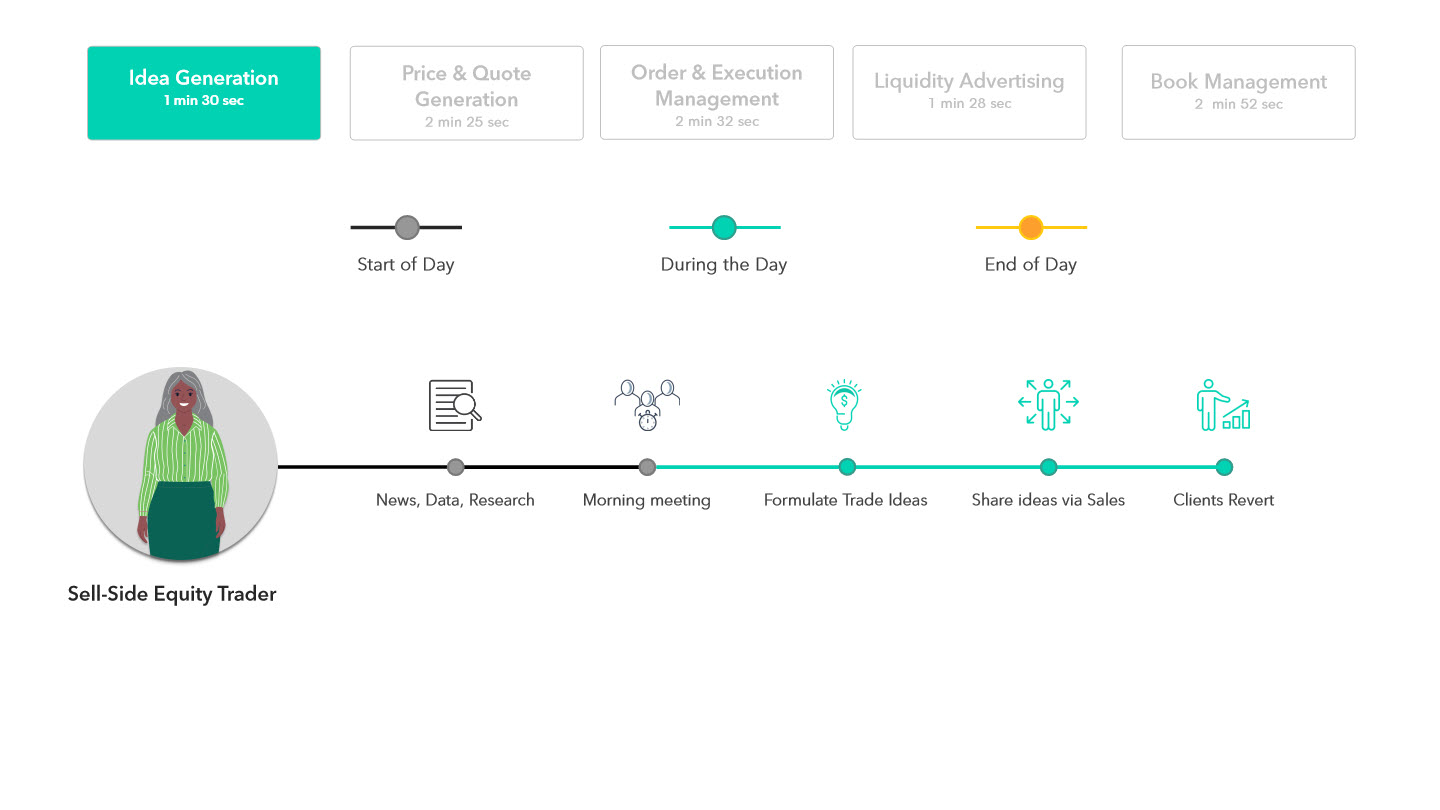 Idea Generation
1 min 30 sec
Price & Quote
Generation
2 min 25 sec
Order & Execution
Management
2 min 32 sec
Liquidity Advertising
1 min 28 sec
Book Management
2 min 52 sec
Start of Day
During the Day
End of Day
$
News, Data, Research
Morning meeting
Formulate Trade Ideas
Share ideas via Sales
Clients Revert
Sell-Side Equity Trader